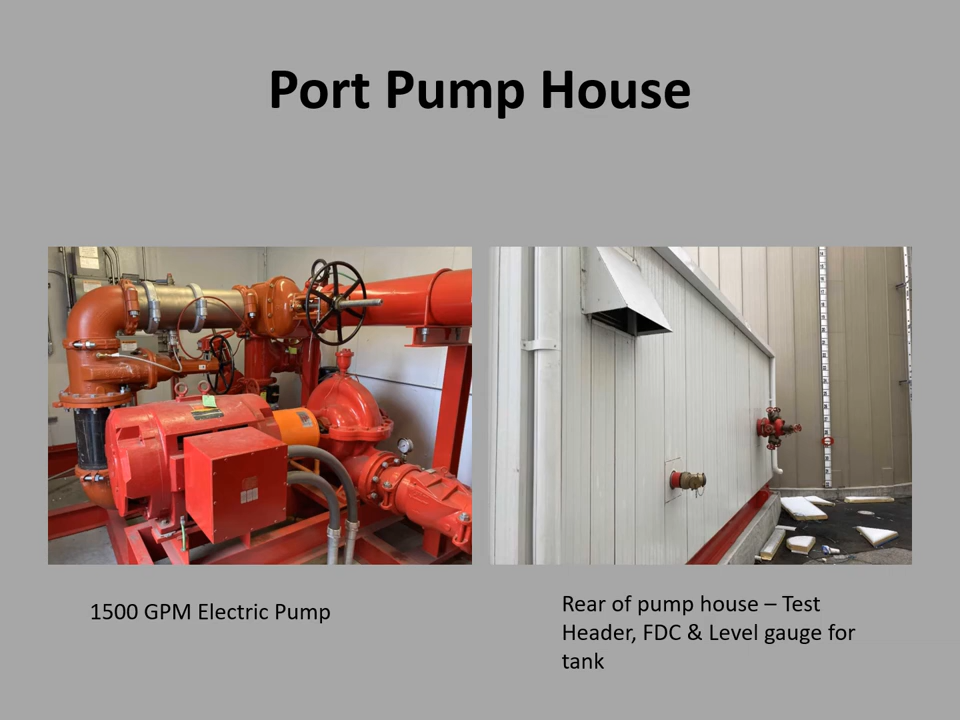 Port Pump House
1500 GPM Electric Pump
Rear of pump house – Test
Header, FDC & Level gauge for
tank